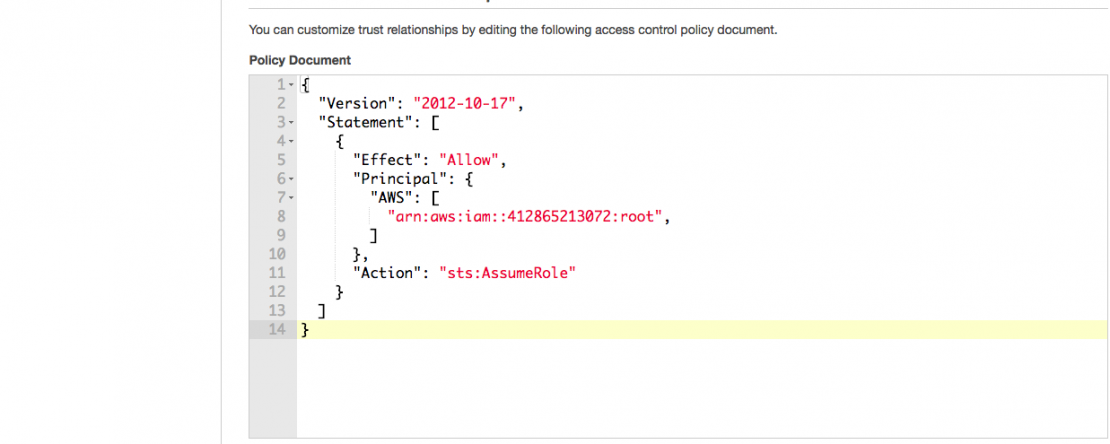 You can customize trust relationships by editing the following access control policy document.
Policy Document
1 {
2 "Version": "2012-10-17",
3 "Statement": [
4 {
5 "Effect": "Allow",
6 "Principal": {
7 "AWS": [
8 "arn:aws:iam::412865213072:root",
9 ]
10 },
11 "Action": "sts:AssumeRole"
12 }
13 ]
14 }